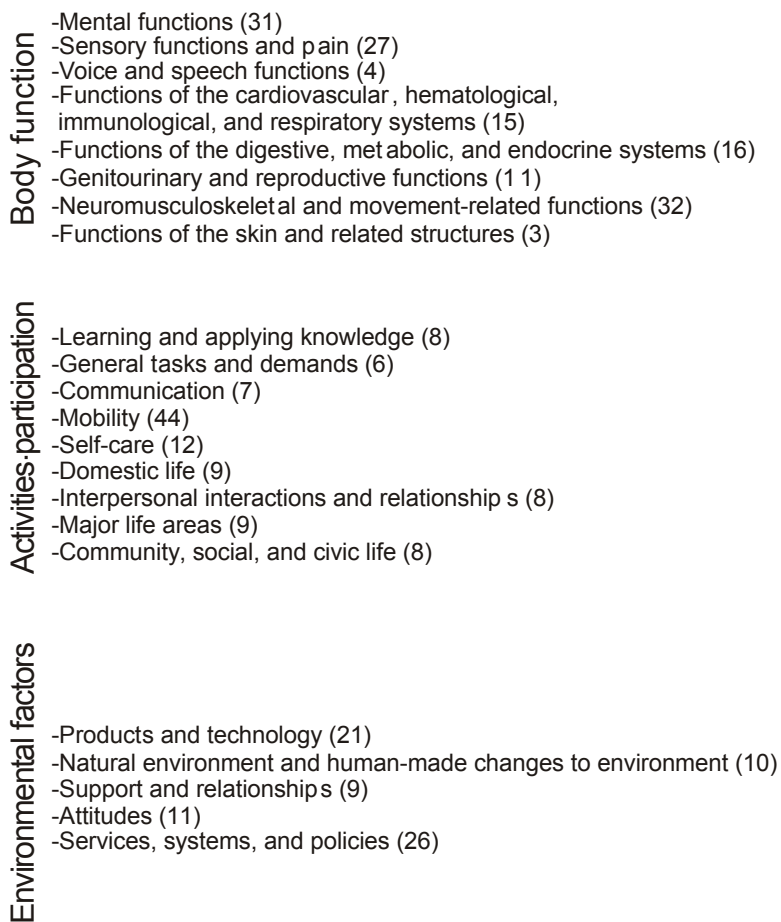 Body function
-Mental functions (31)
-Sensory functions and pain (27)
-Voice and speech functions (4)
-Functions of the cardiovascular, hematological,
immunological, and respiratory systems (15)
-Functions of the digestive, metabolic, and endocrine systems (16)
-Genitourinary and reproductive functions (11)
-Neuromusculoskeletal and movement-related functions (32)
-Functions of the skin and related structures (3)
Activities·participation
-Learning and applying knowledge (8)
-General tasks and demands (6)
-Communication (7)
-Mobility (44)
-Self-care (12)
-Domestic life (9)
-Interpersonal interactions and relationships (8)
-Major life areas (9)
-Community, social, and civic life (8)
Environmental factors
-Products and technology (21)
-Natural environment and human-made changes to environment (10)
-Support and relationships (9)
-Attitudes (11)
-Services, systems, and policies (26)